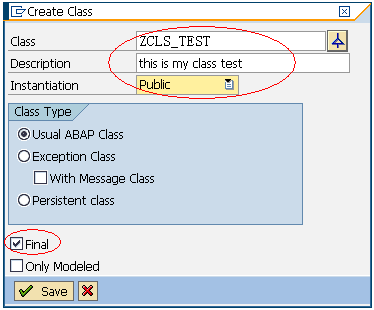 Create Class
Class ZCLS_TEST
Description this is my class test
Instantiation Public
Class Type
Usual ABAP Class
Exception Class
With Message Class
Persistent class
Final
Only Modeled
Save